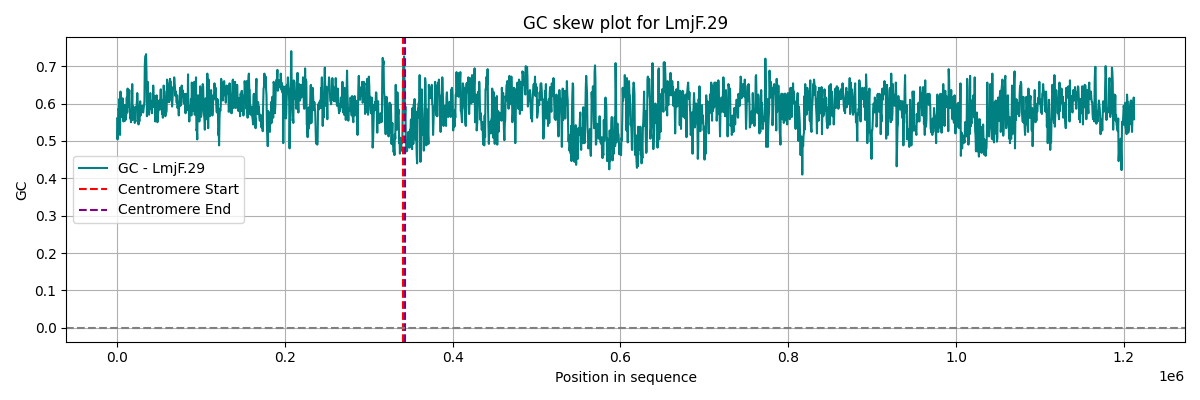 GC skew plot for LmjF.29
GC
0.7
0.6
0.5
0.4
0.3
0.2
0.1
0.0
GC - LmjF.29
Centromere Start
Centromere End
0.0 0.2 0.4 0.6 0.8 1.0 1.2
1e6
Position in sequence